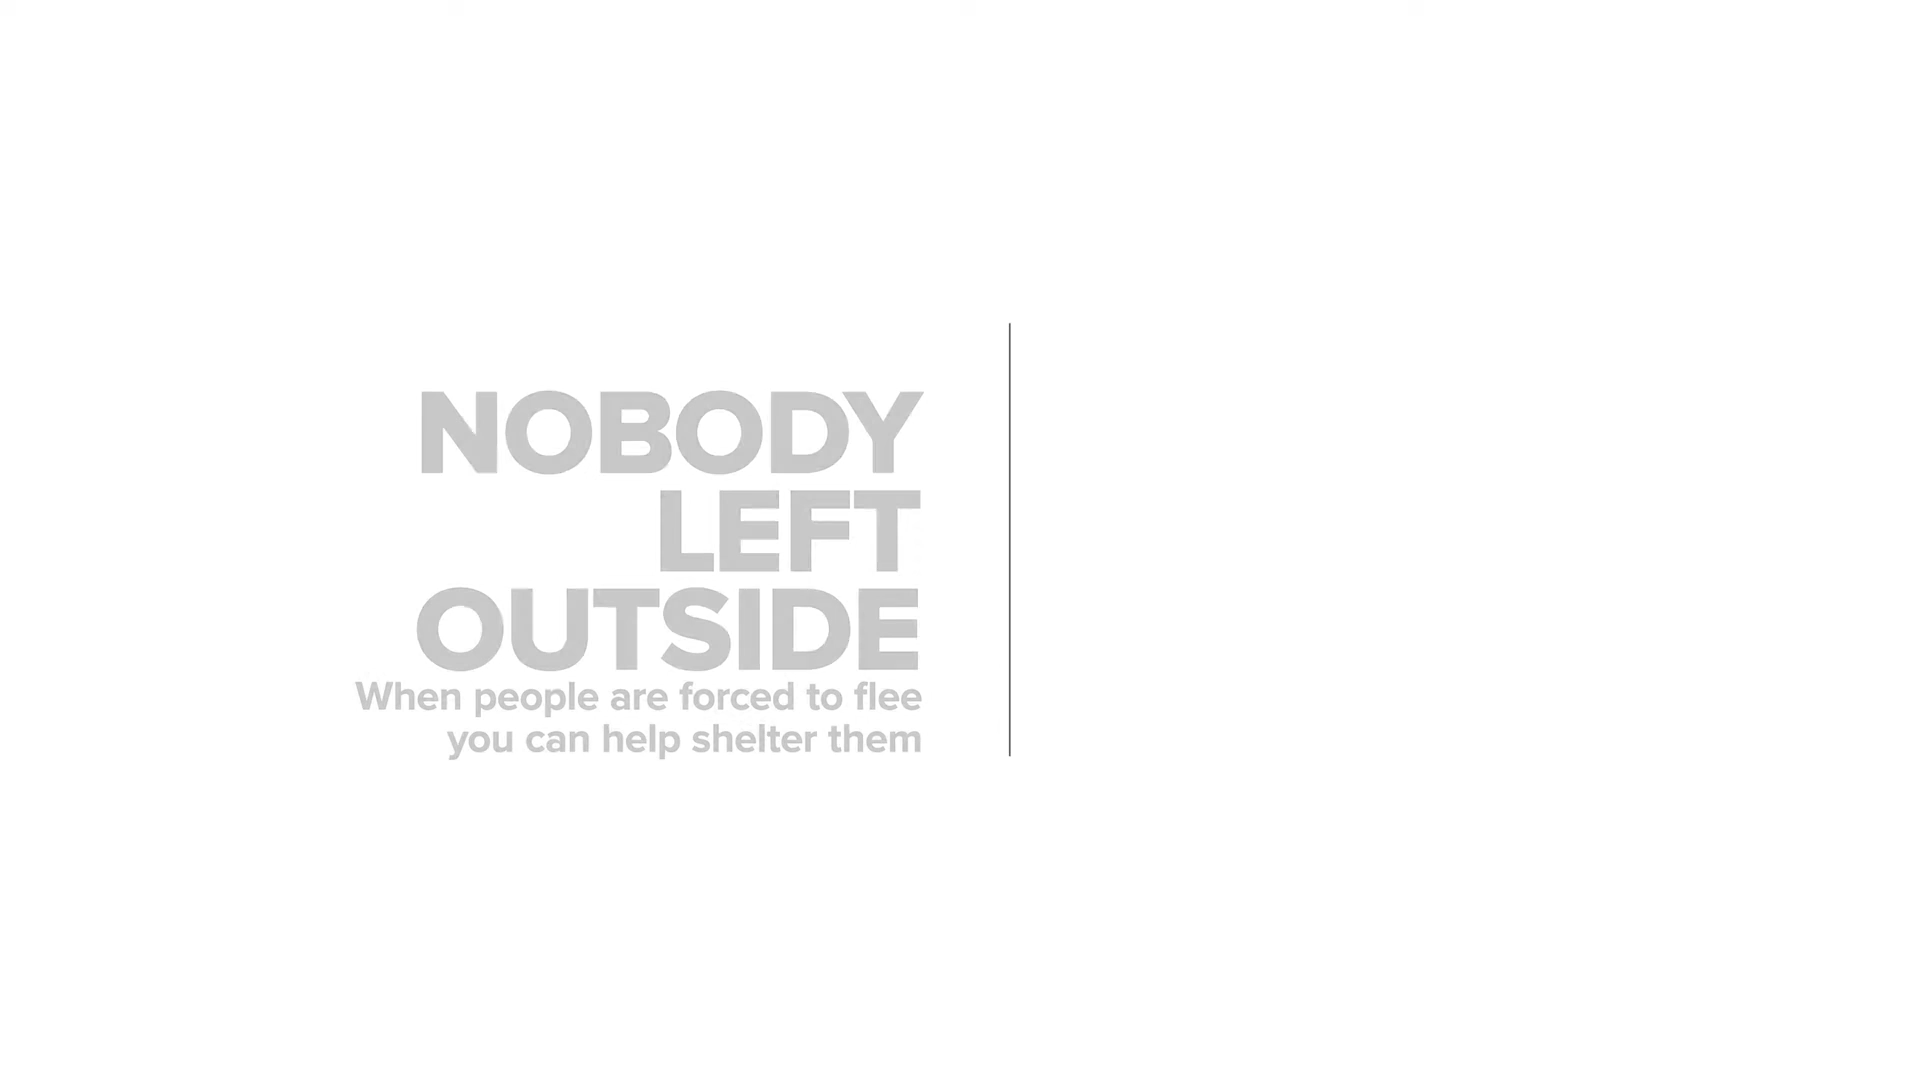 NOBODY
LEFT
OUTSIDE
When people are forced to flee
you can help shelter them